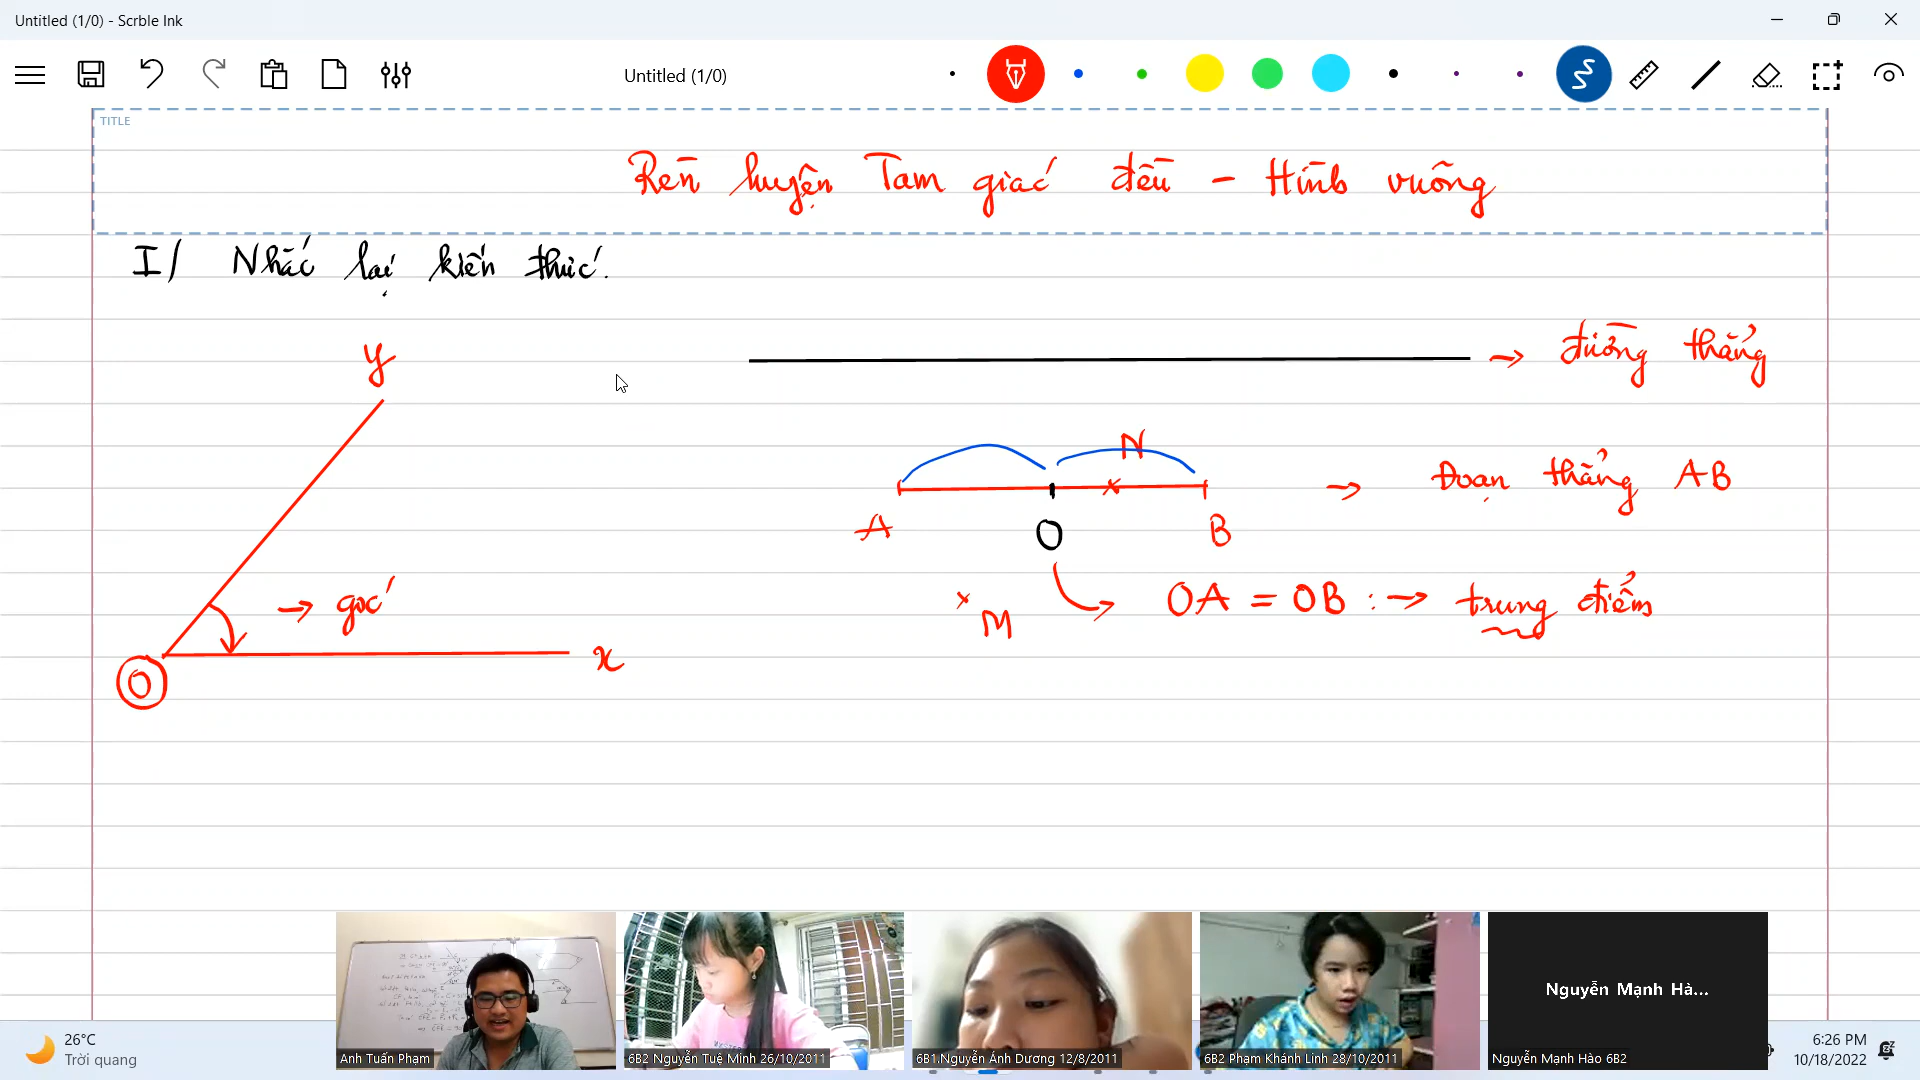 Untitled (1/0) - Scrble Ink
Untitled (1/0)
TITLE
Rèn luyện Tam giác đều - Hình vuông
I/ Nhắc lại kiến thức.
y
→ đường thẳng
N
→ Đoạn thẳng AB
A O B
→ góc
M
OA = OB : → trung điểm
x
O
Nguyễn Mạnh Hà...
Anh Tuấn Phạm
6B2 Nguyễn Tuệ Minh 26/10/2011
6B1.Nguyễn Ánh Dương 12/8/2011
6B2 Phạm Khánh Linh 28/10/2011
Nguyễn Mạnh Hào 6B2
26°C
Trời quang
6:26 PM
10/18/2022